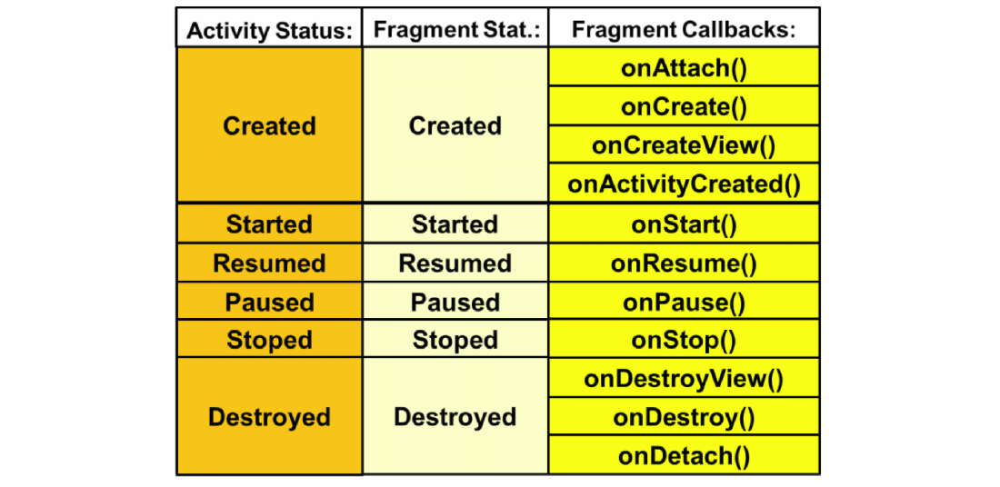 Activity Status: Fragment Stat.: Fragment Callbacks:
Created Created onAttach()
onCreate()
onCreateView()
onActivityCreated()
Started Started onStart()
Resumed Resumed onResume()
Paused Paused onPause()
Stoped Stoped onStop()
Destroyed Destroyed onDestroyView()
onDestroy()
onDetach()